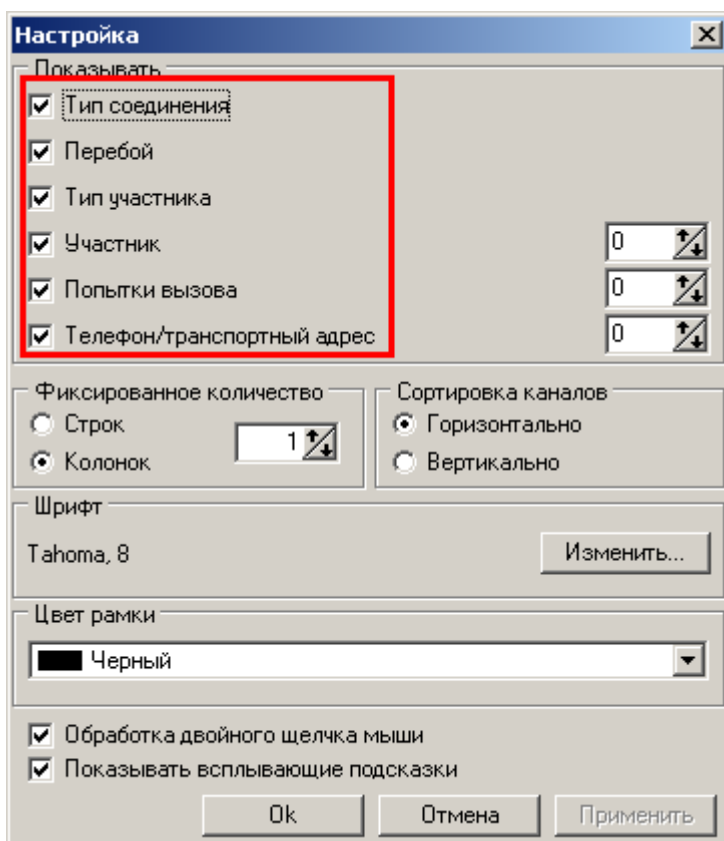 Настройка
Показывать
Тип соединения
Перебой
Тип участника
Участник 0
Попытки вызова 0
Телефон/транспортный адрес 0
Фиксированное количество
Строк
Колонок
1
Сортировка каналов
Горизонтально
Вертикально
Шрифт
Tahoma, 8 Изменить...
Цвет рамки
Черный
Обработка двойного щелчка мыши
Показывать всплывающие подсказки
Ok Отмена Применить